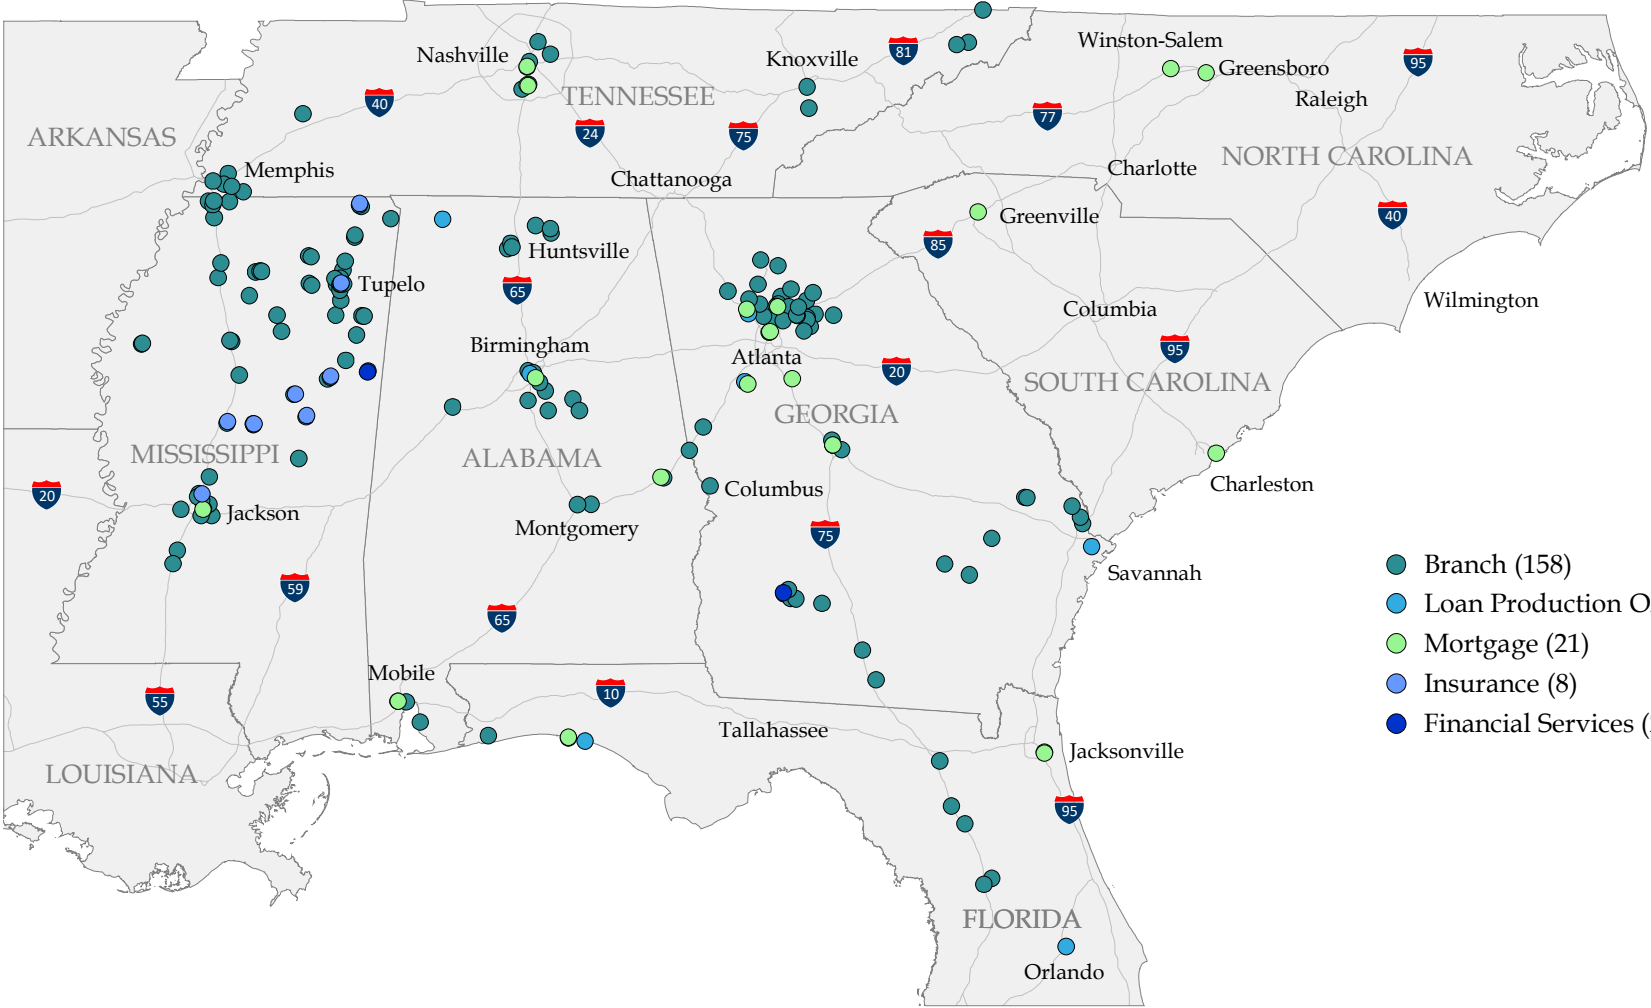 Nashville
Knoxville
81
Winston-Salem
Greensboro
95
Raleigh
40
TENNESSEE
24
75
77
ARKANSAS
Memphis
Chattanooga
Charlotte
NORTH CAROLINA
40
Greenville
85
Huntsville
65
Tupelo
Columbia
Wilmington
Birmingham
Atlanta
20
95
SOUTH CAROLINA
GEORGIA
MISSISSIPPI
ALABAMA
20
Jackson
Columbus
Charleston
Montgomery
75
59
65
Savannah
Branch (158)
Loan Production O
Mortgage (21)
Insurance (8)
Financial Services (
Mobile
55
10
Tallahassee
Jacksonville
LOUISIANA
95
FLORIDA
Orlando